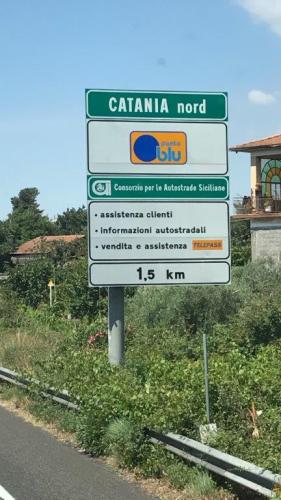 CATANIA nord
punto
blu
Consorzio per le Autostrade Siciliane
• assistenza clienti
• informazioni autostradali
• vendita e assistenza TELEPASS
1,5 km